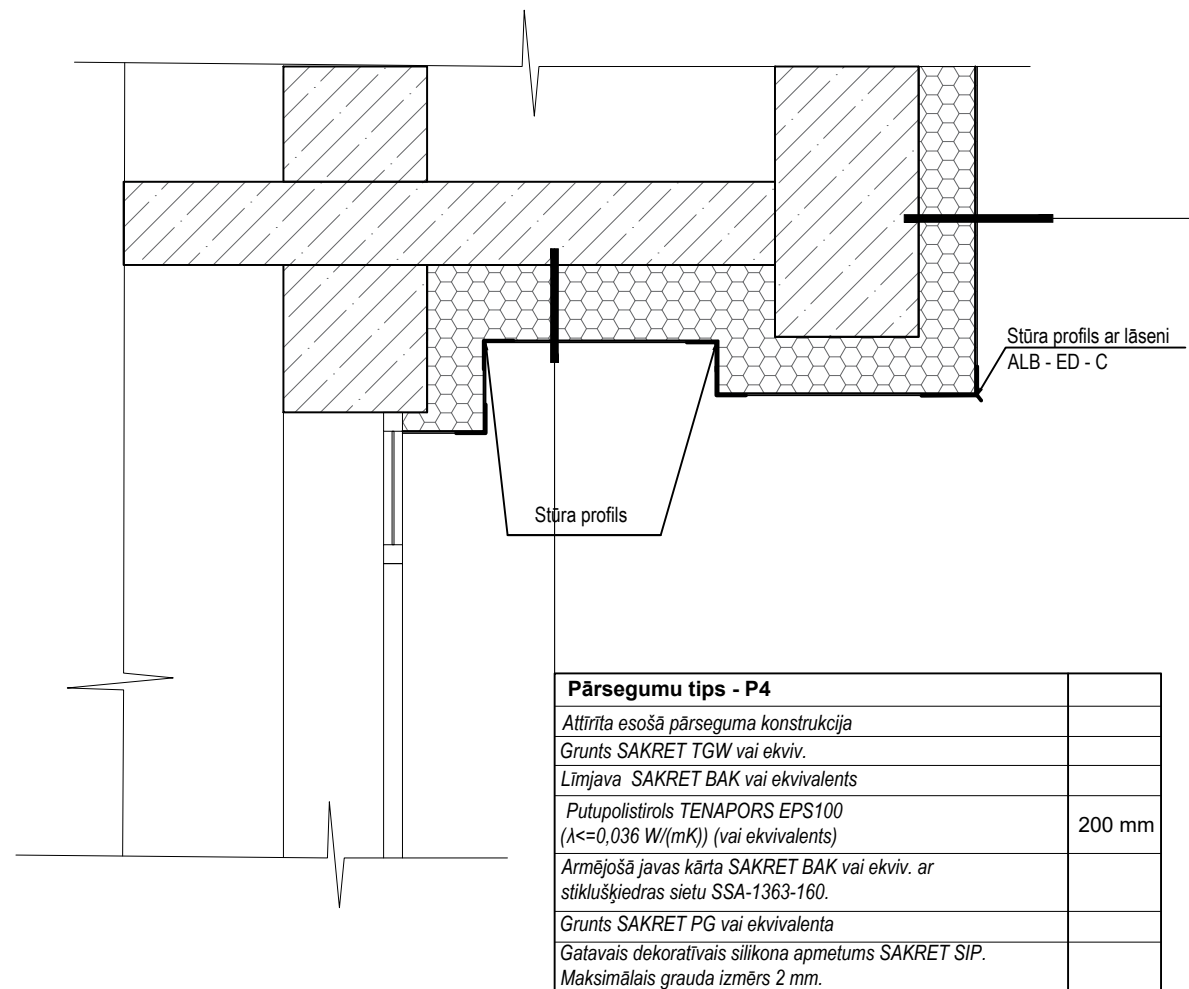 Stūra profils ar lāseni
ALB - ED - C
Stūra profils
Pārsegumu tips - P4
Attīrīta esošā pārseguma konstrukcija
Grunts SAKRET TGW vai ekviv.
Līmjava SAKRET BAK vai ekvivalents
Putupolistirols TENAPORS EPS100
(λ<=0,036 W/(mK)) (vai ekvivalents)
200 mm
Armējošā javas kārta SAKRET BAK vai ekviv. ar
stiklušķiedras sietu SSA-1363-160.
Grunts SAKRET PG vai ekvivalenta
Gatavais dekoratīvais silikona apmetums SAKRET SIP.
Maksimālais grauda izmērs 2 mm.